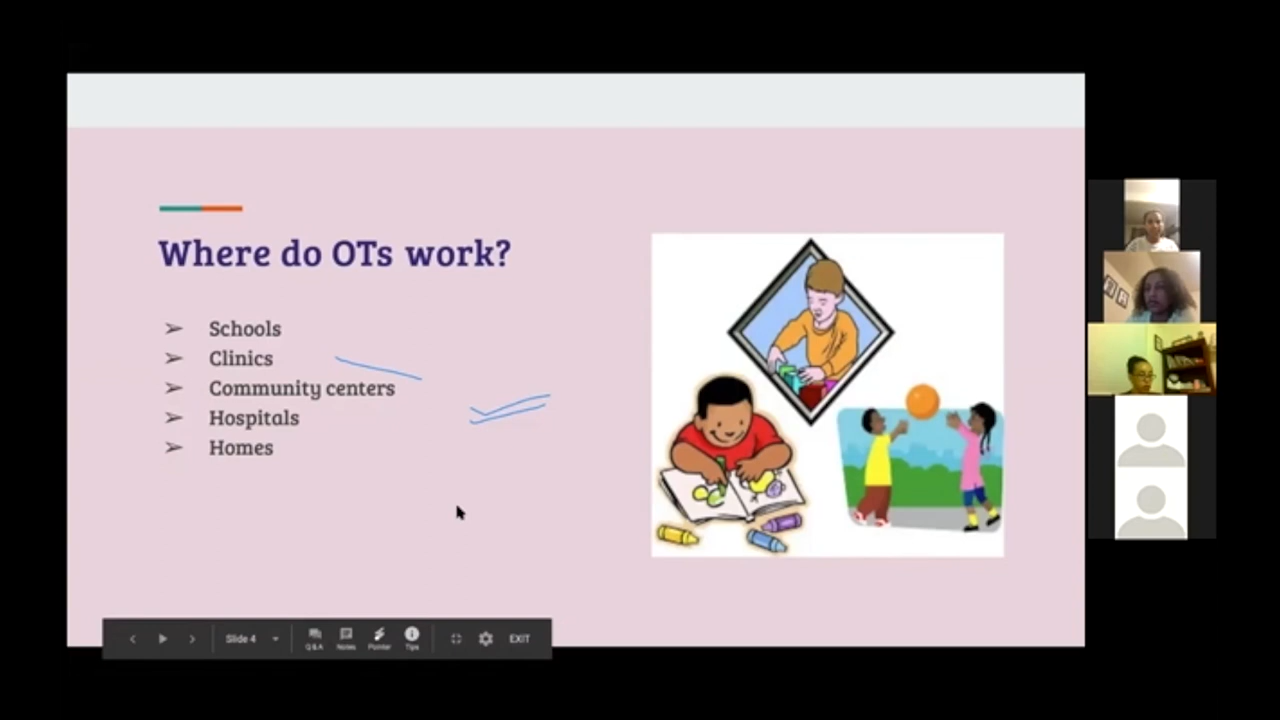 Where do OTs work?
➢ Schools
➢ Clinics
➢ Community centers
➢ Hospitals
➢ Homes
Slide 4
Q&A
Notes
Pointer
Tips
EXIT